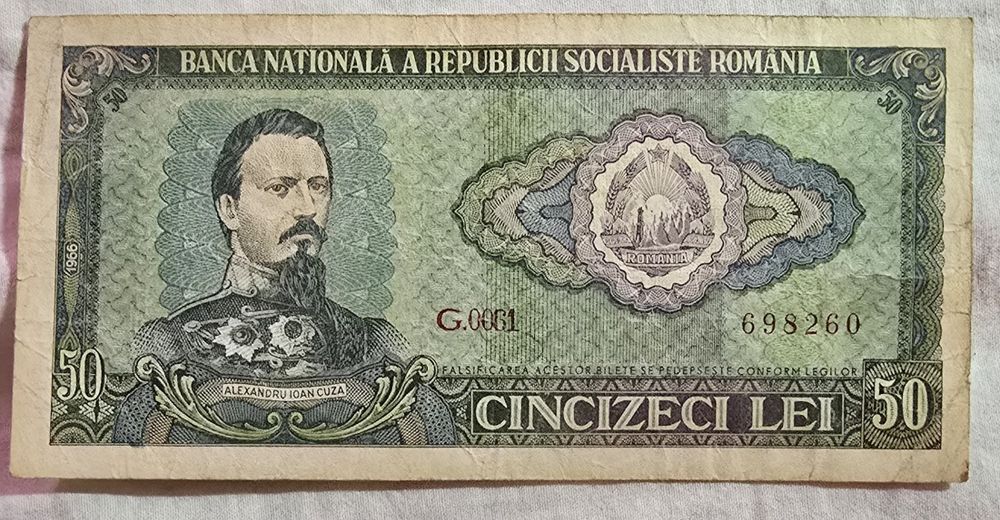 BANCA NAȚIONALĂ A REPUBLICII SOCIALISTE ROMÂNIA
50
50
1966
ROMANIA
G.0061
698260
FALSIFICAREA ACESTOR BILETE SE PEDEPSEȘTE CONFORM LEGILOR
50
ALEXANDRU IOAN CUZA
CINCIZECI LEI
50